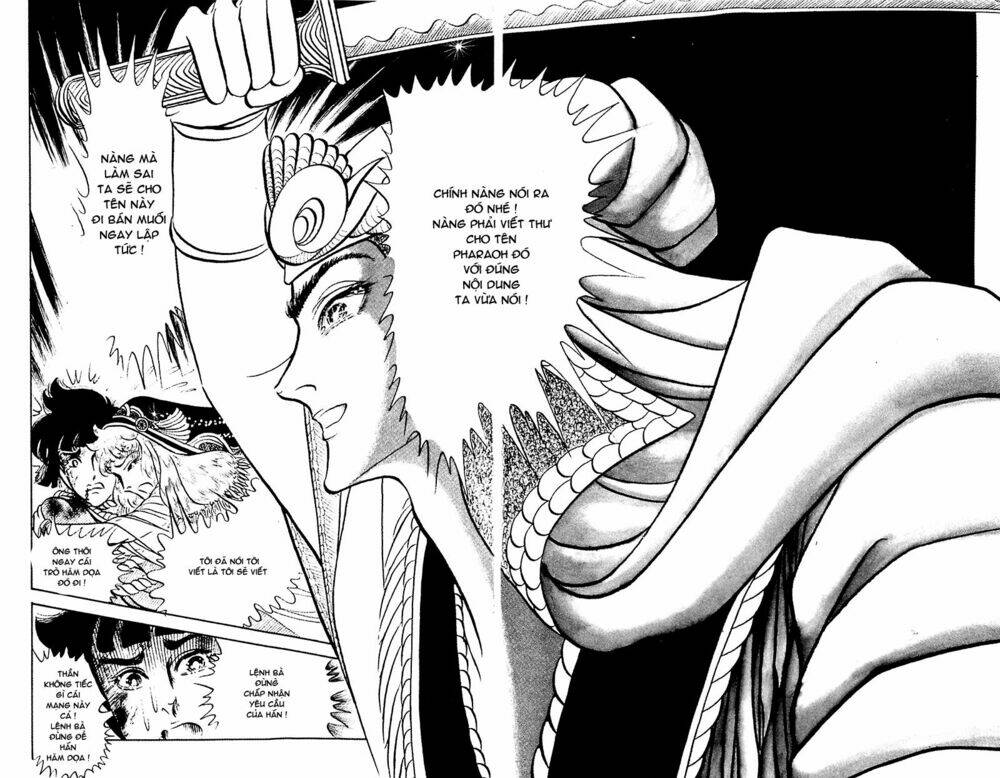 CHÍNH NÀNG NÓI RA
ĐÓ NHÉ !
NÀNG PHẢI VIẾT THƯ
CHO TÊN
PHARAOH ĐÓ
VỚI ĐÚNG
NỘI DUNG
TA VỪA NÓI !
NÀNG MÀ
LÀM SAI
TA SẼ CHO
TÊN NÀY
ĐI BÁN MUỐI
NGAY LẬP
TỨC !
TÔI ĐÃ NÓI TÔI
VIẾT LÀ TÔI SẼ VIẾT
ÔNG THÔI
NGAY CÁI
TRÒ HĂM DỌA
ĐÓ ĐI !
LỆNH BÀ
ĐỪNG
CHẤP NHẬN
YÊU CẦU
CỦA HẮN !
THẦN
KHÔNG TIẾC
GÌ CÁI
MẠNG NÀY
CẢ !
LỆNH BÀ
ĐỪNG ĐỂ
HẮN
HĂM DỌA !